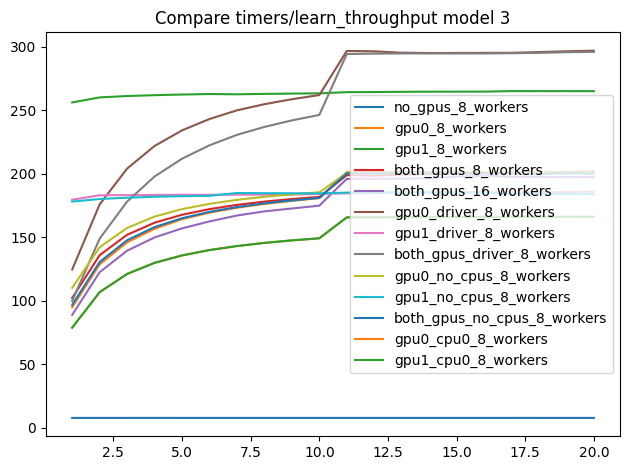 Compare timers/learn_throughput model 3
300
250
200
150
100
50
0
2.5 5.0 7.5 10.0 12.5 15.0 17.5 20.0
no_gpus_8_workers
gpu0_8_workers
gpu1_8_workers
both_gpus_8_workers
both_gpus_16_workers
gpu0_driver_8_workers
gpu1_driver_8_workers
both_gpus_driver_8_workers
gpu0_no_cpus_8_workers
gpu1_no_cpus_8_workers
both_gpus_no_cpus_8_workers
gpu0_cpu0_8_workers
gpu1_cpu0_8_workers